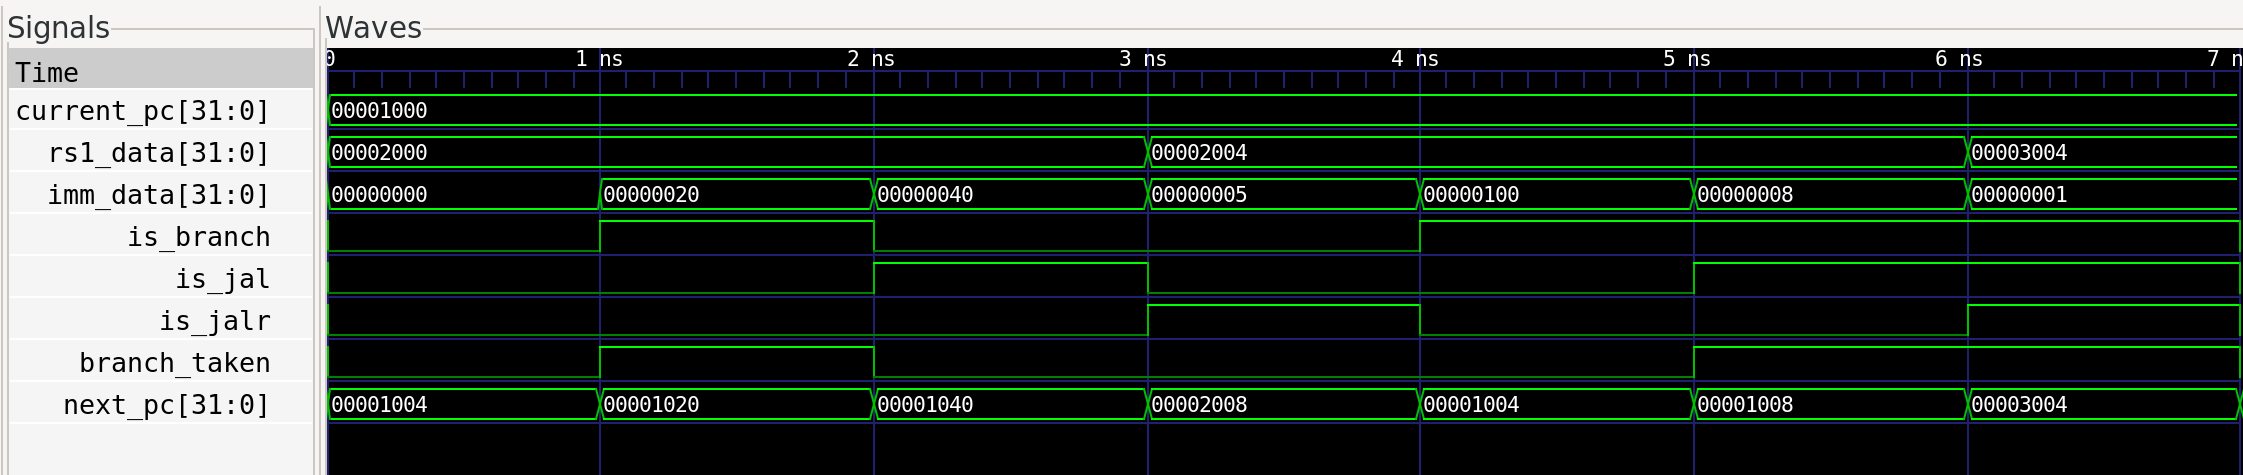 Signals Waves
Time 0 1 ns 2 ns 3 ns 4 ns 5 ns 6 ns 7 n
current_pc[31:0] 00001000
rs1_data[31:0] 00002000 00002004 00003004
imm_data[31:0] 00000000 00000020 00000040 00000005 00000100 00000008 00000001
is_branch
is_jal
is_jalr
branch_taken
next_pc[31:0] 00001004 00001020 00001040 00002008 00001004 00001008 00003004